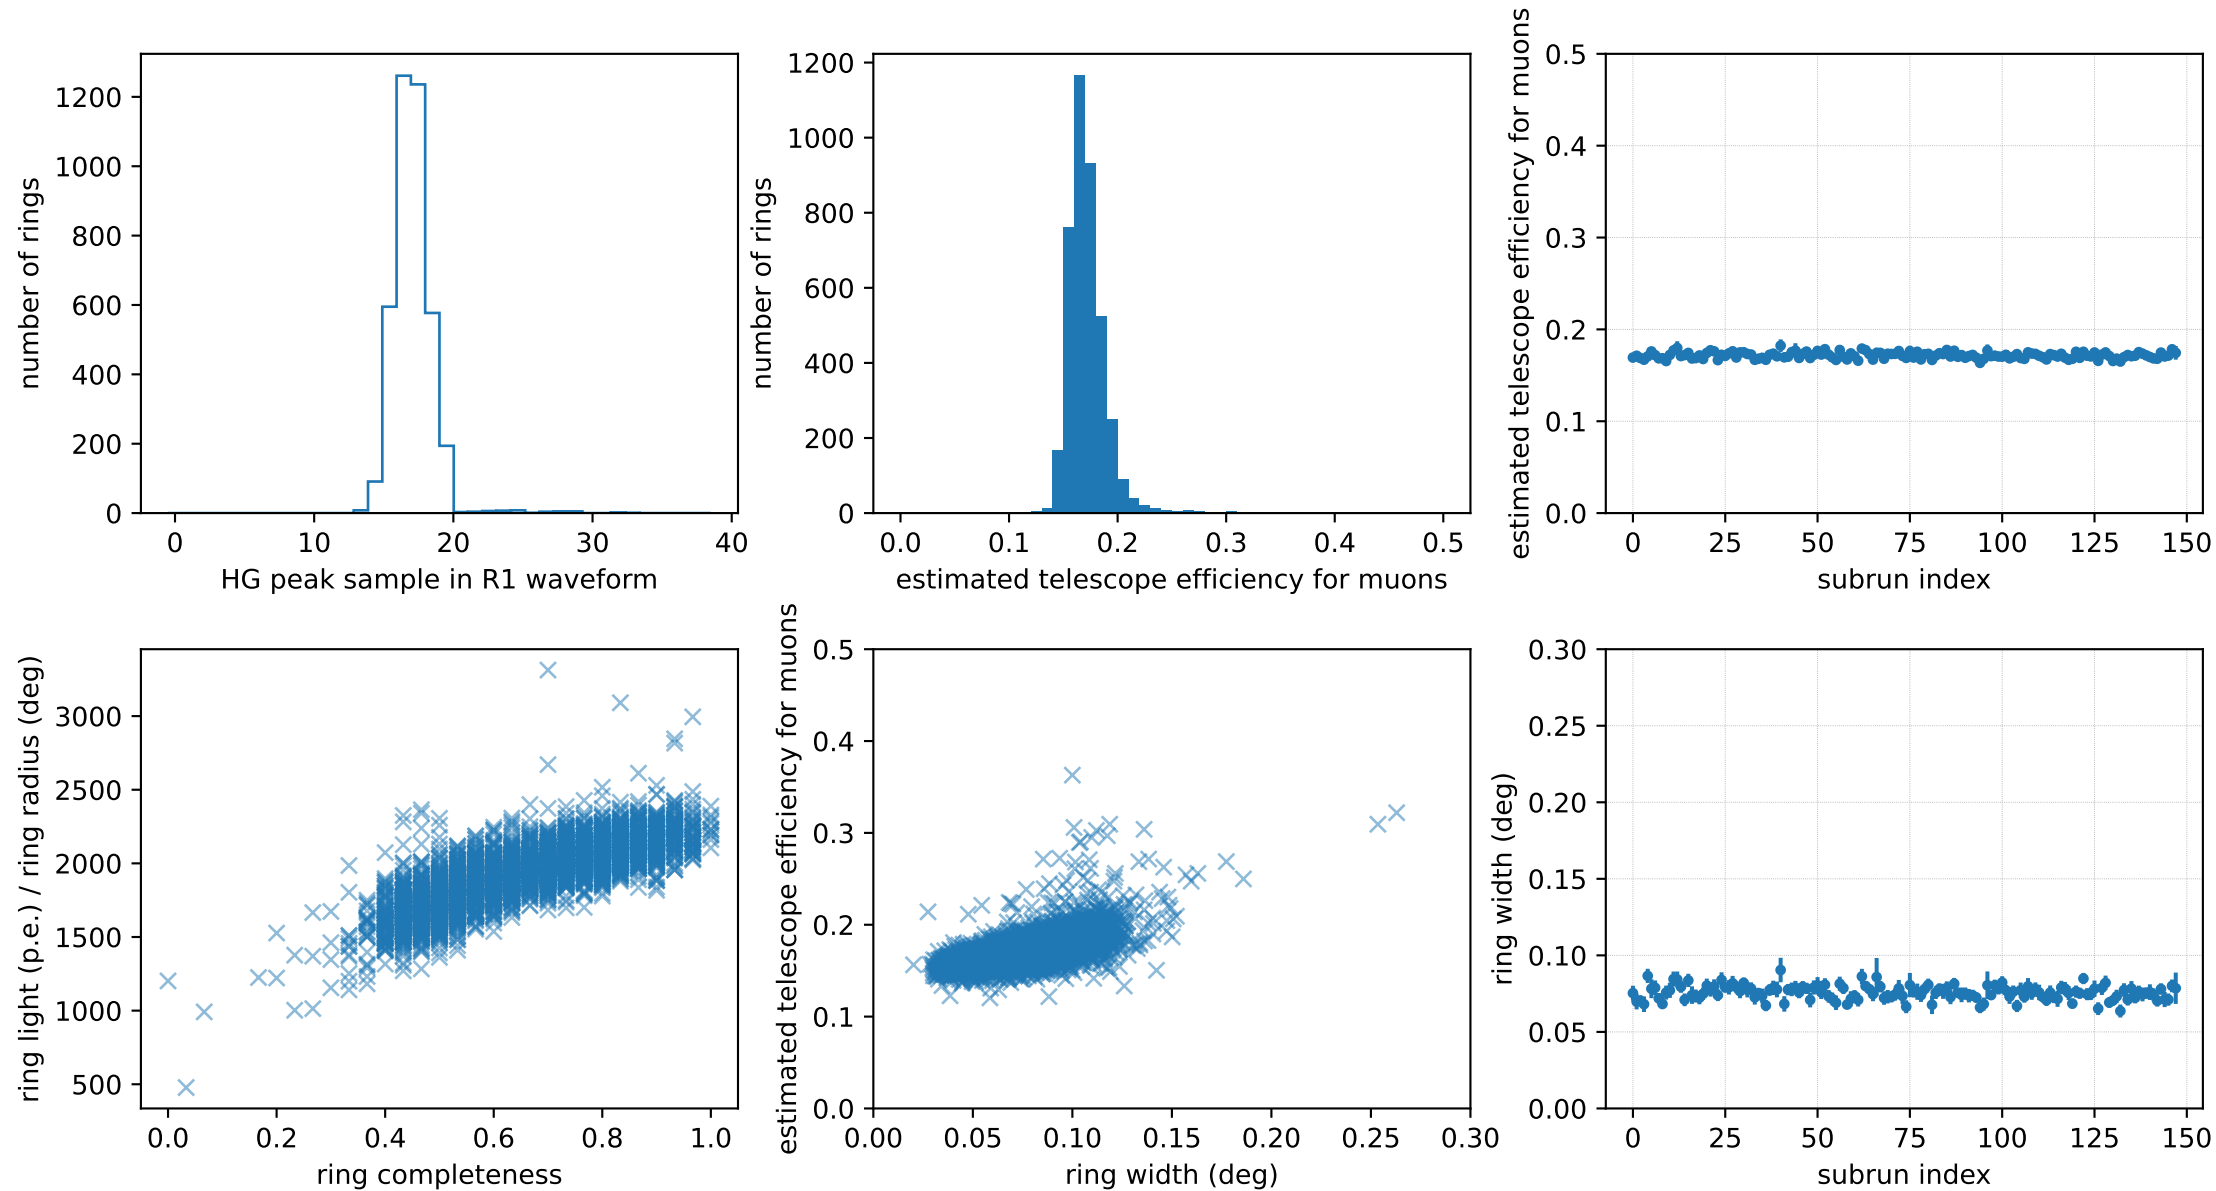 1200
1000
800
600
400
200
0
number of rings
0 10 20 30 40
HG peak sample in R1 waveform
1200
1000
800
600
400
200
0
number of rings
0.0 0.1 0.2 0.3 0.4 0.5
estimated telescope efficiency for muons
0.5
0.4
0.3
0.2
0.1
0.0
estimated telescope efficiency for muons
0 25 50 75 100 125 150
subrun index
3000
2500
2000
1500
1000
500
ring light (p.e.) / ring radius (deg)
0.0 0.2 0.4 0.6 0.8 1.0
ring completeness
0.5
0.4
0.3
0.2
0.1
0.0
estimated telescope efficiency for muons
0.00 0.05 0.10 0.15 0.20 0.25 0.30
ring width (deg)
0.30
0.25
0.20
0.15
0.10
0.05
0.00
ring width (deg)
0 25 50 75 100 125 150
subrun index